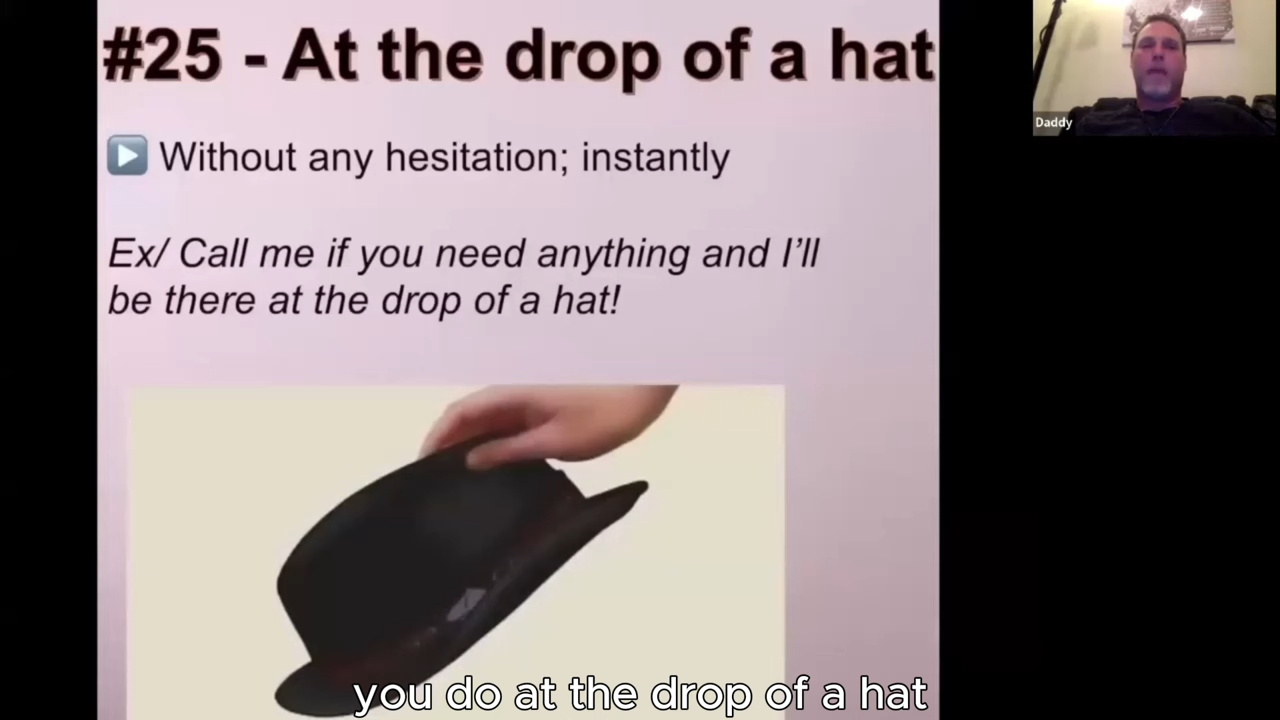 #25 - At the drop of a hat
Without any hesitation; instantly
Ex/ Call me if you need anything and I'll
be there at the drop of a hat!
Daddy
you do at the drop of a hat